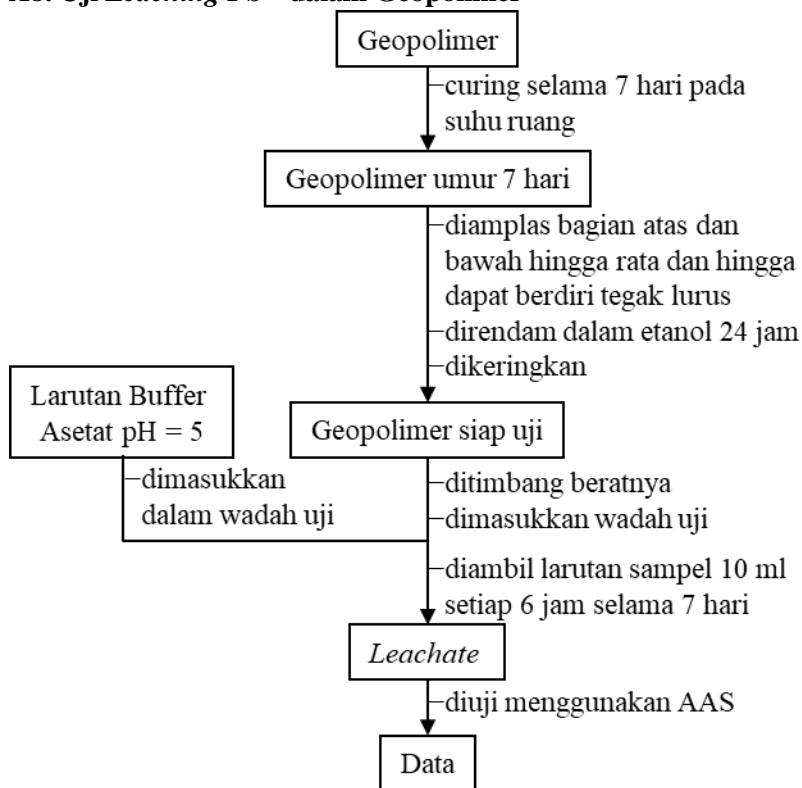 Geopolimer
curing selama 7 hari pada
suhu ruang
Geopolimer umur 7 hari
diamplas bagian atas dan
bawah hingga rata dan hingga
dapat berdiri tegak lurus
direndam dalam etanol 24 jam
dikeringkan
Larutan Buffer
Asetat pH = 5
Geopolimer siap uji
dimasukkan
dalam wadah uji
ditimbang beratnya
dimasukkan wadah uji
diambil larutan sampel 10 ml
setiap 6 jam selama 7 hari
Leachate
diuji menggunakan AAS
Data